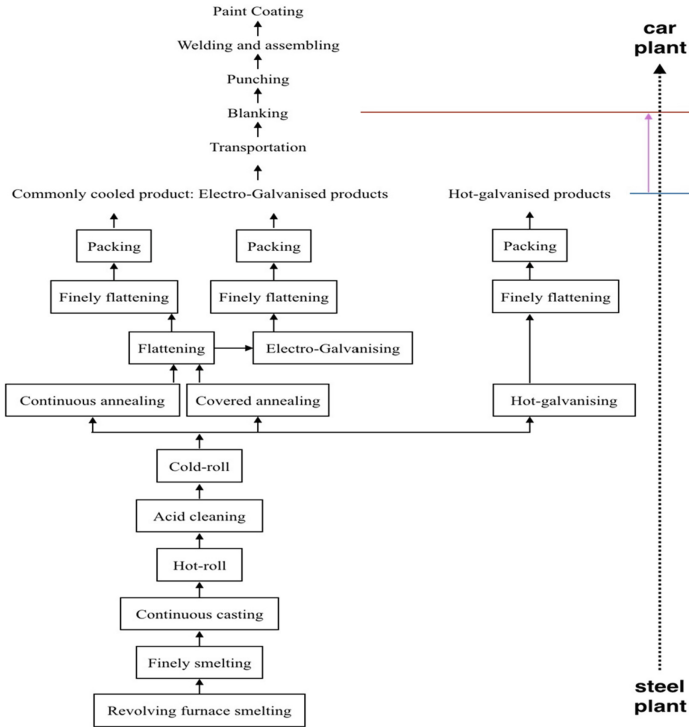 Paint Coating
Welding and assembling
Punching
Blanking
Transportation
Commonly cooled product: Electro-Galvanised products
Hot-galvanised products
Packing
Packing
Packing
Finely flattening
Finely flattening
Finely flattening
Flattening
Electro-Galvanising
Continuous annealing
Covered annealing
Hot-galvanising
Cold-roll
Acid cleaning
Hot-roll
Continuous casting
Finely smelting
Revolving furnace smelting
car
plant
steel
plant